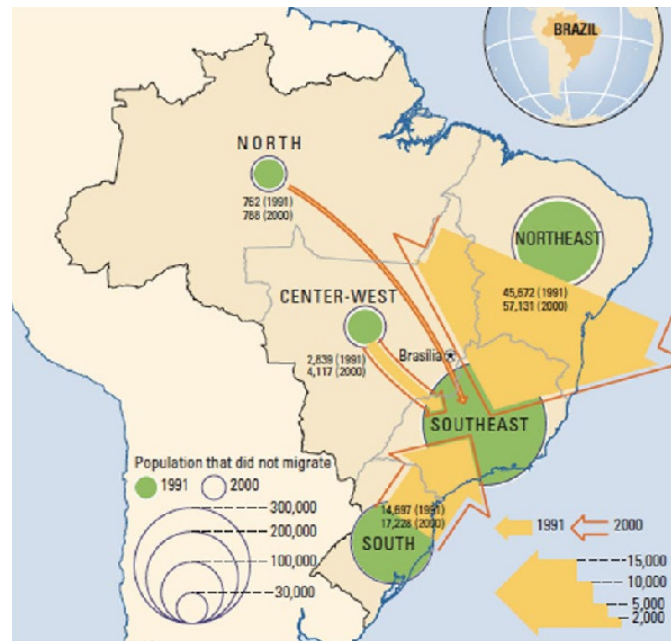 BRAZIL
NORTH
762 (1991)
788 (2000)
NORTHEAST
45,672 (1991)
57,131 (2000)
CENTER-WEST
2,839 (1991)
4,117 (2000)
Brasília
SOUTHEAST
Population that did not migrate
1991 2000
300,000
200,000
100,000
30,000
14,697 (1991)
17,228 (2000)
SOUTH
1991 2000
15,000
10,000
5,000
2,000